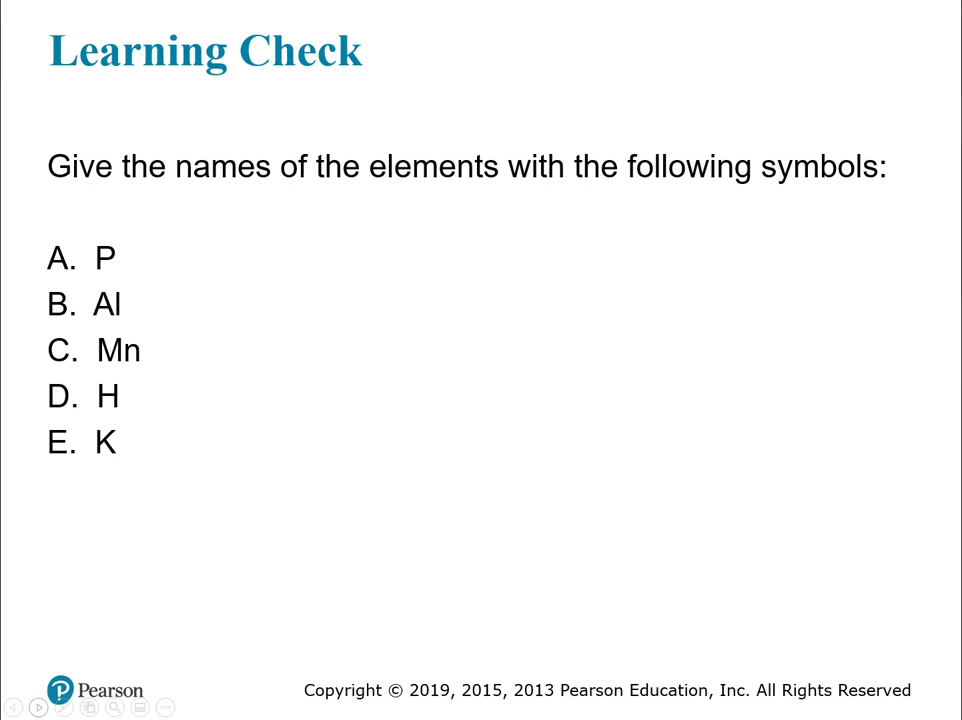 Learning Check
Give the names of the elements with the following symbols:
A. P
B. Al
C. Mn
D. H
E. K
Pearson
Copyright © 2019, 2015, 2013 Pearson Education, Inc. All Rights Reserved